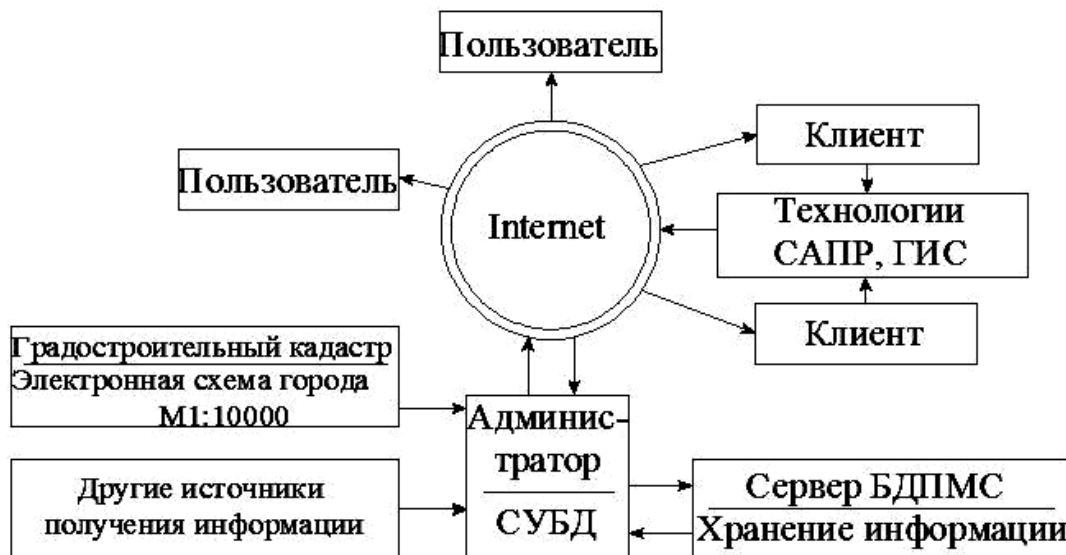 Пользователь
Клиент
Пользователь
Internet
Технологии
САПР, ГИС
Клиент
Градостроительный кадастр
Электронная схема города
М1:10000
Админис-
тратор
СУБД
Другие источники
получения информации
Сервер БДПМС
Хранение информации